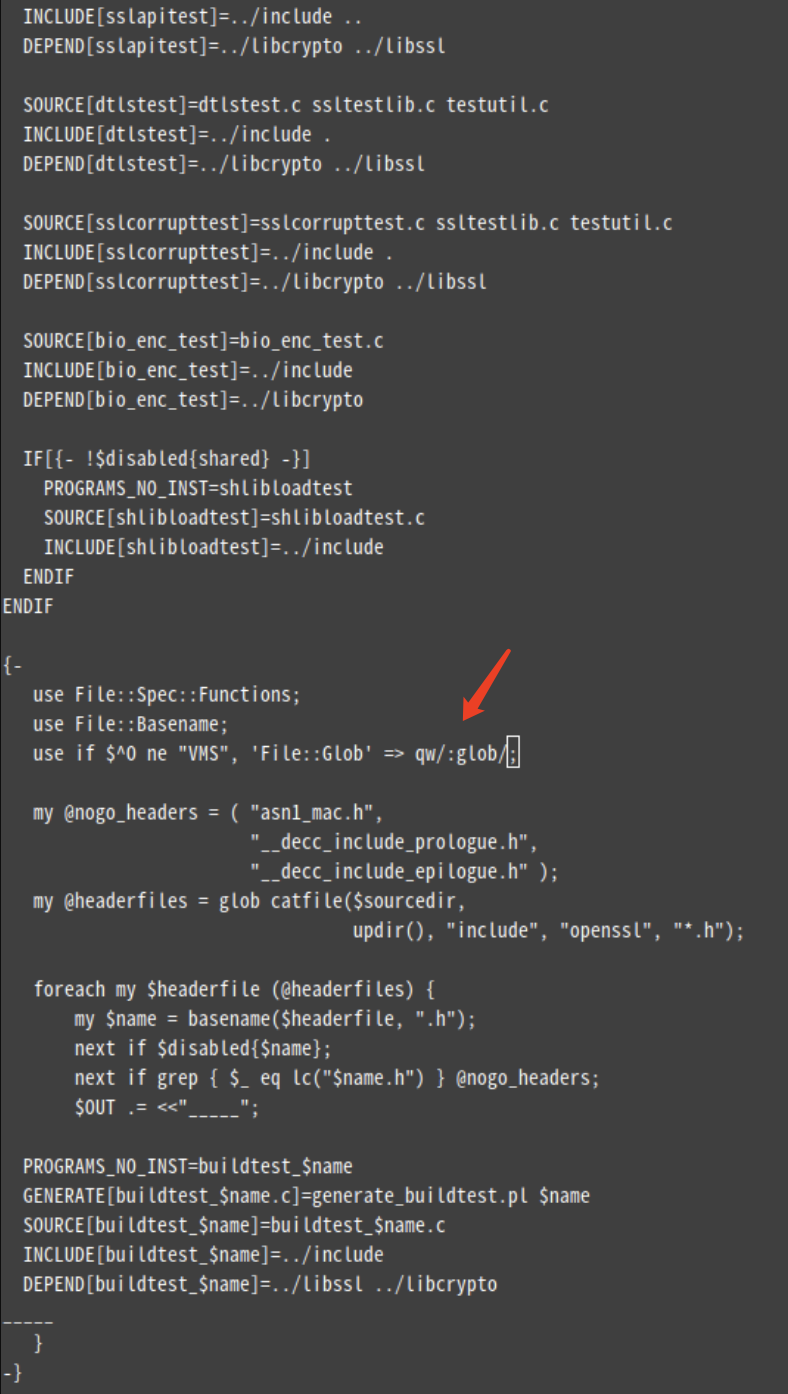 INCLUDE[sslapitest]=../include ..
DEPEND[sslapitest]=../libcrypto ../libssl
SOURCE[dtlstest]=dtlstest.c ssltestlib.c testutil.c
INCLUDE[dtlstest]=../include .
DEPEND[dtlstest]=../libcrypto ../libssl
SOURCE[sslcorrupttest]=sslcorrupttest.c ssltestlib.c testutil.c
INCLUDE[sslcorrupttest]=../include .
DEPEND[sslcorrupttest]=../libcrypto ../libssl
SOURCE[bio_enc_test]=bio_enc_test.c
INCLUDE[bio_enc_test]=../include
DEPEND[bio_enc_test]=../libcrypto
IF[{- !$disabled{shared} -}]
PROGRAMS_NO_INST=shlibloadtest
SOURCE[shlibloadtest]=shlibloadtest.c
INCLUDE[shlibloadtest]=../include
ENDIF
ENDIF
{-
use File::Spec::Functions;
use File::Basename;
use if $^O ne "VMS", 'File::Glob' => qw/:glob/;
my @nogo_headers = ( "asn1_mac.h",
"__decc_include_prologue.h",
"__decc_include_epilogue.h" );
my @headerfiles = glob catfile($sourcedir,
updir(), "include", "openssl", "*.h");
foreach my $headerfile (@headerfiles) {
my $name = basename($headerfile, ".h");
next if $disabled{$name};
next if grep { $_ eq lc("$name.h") } @nogo_headers;
$OUT .= <<"_____";
PROGRAMS_NO_INST=buildtest_$name
GENERATE[buildtest_$name.c]=generate_buildtest.pl $name
SOURCE[buildtest_$name]=buildtest_$name.c
INCLUDE[buildtest_$name]=../include
DEPEND[buildtest_$name]=../libssl ../libcrypto
_____
}
-}